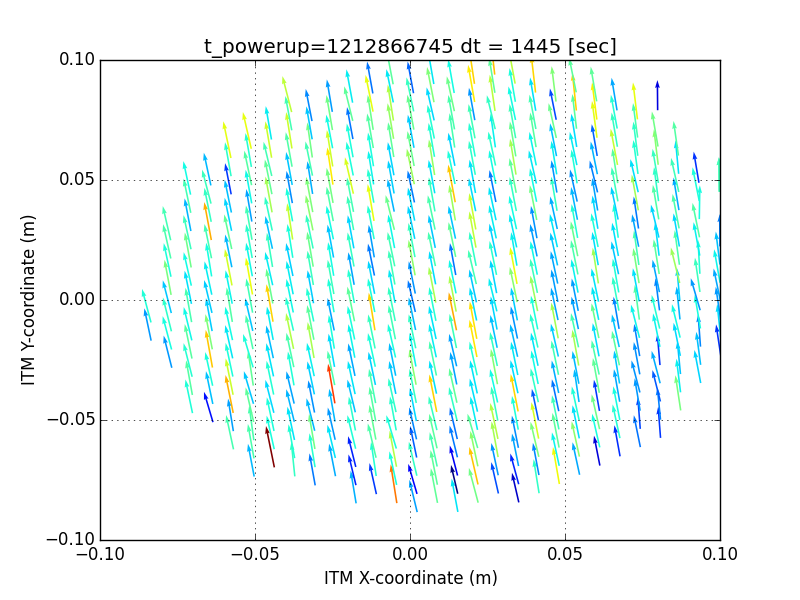 t_powerup=1212866745 dt = 1445 [sec]
0.10
0.05
0.00
−0.05
−0.10
ITM Y-coordinate (m)
−0.10 −0.05 0.00 0.05 0.10
ITM X-coordinate (m)